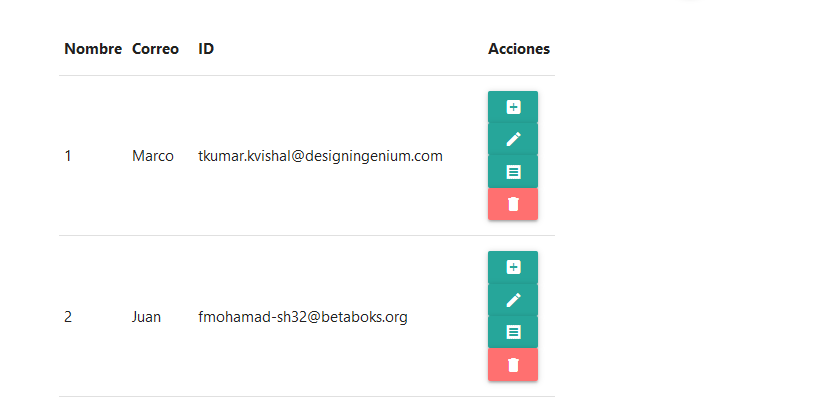 Nombre Correo ID Acciones
1 Marco tkumar.kvishal@designingenium.com
2 Juan fmohamad-sh32@betaboks.org